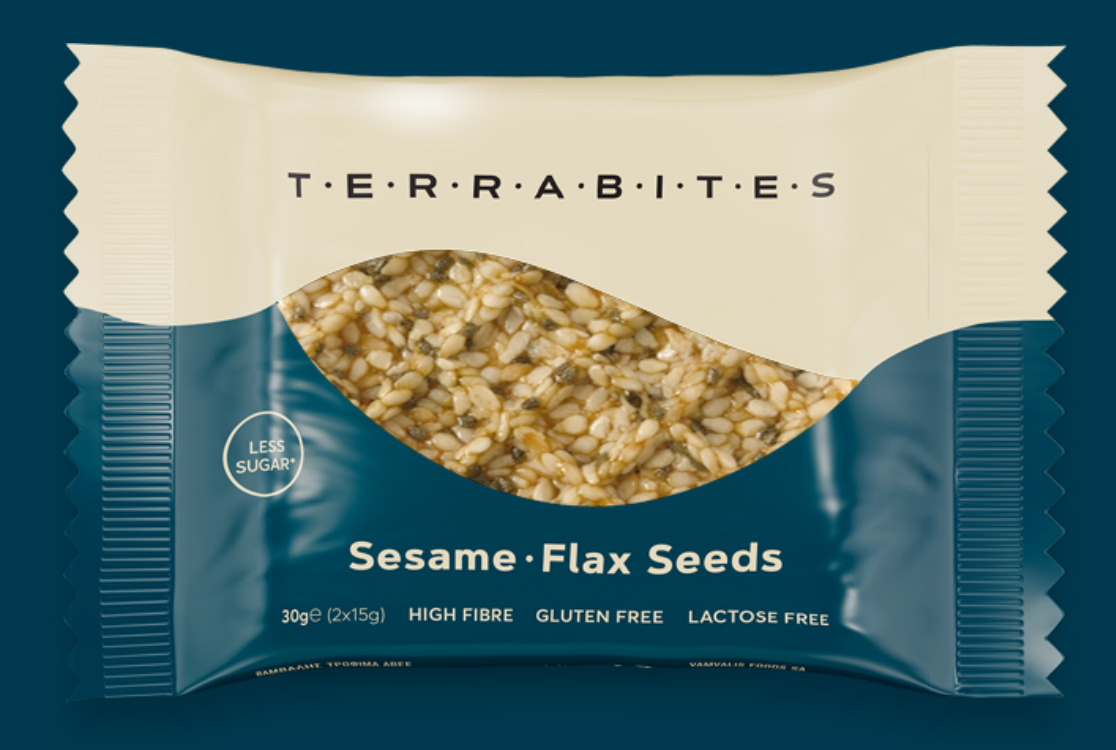 T·E·R·R·A·B·I·T·E·S
LESS
SUGAR*
Sesame·Flax Seeds
30g℮ (2x15g) HIGH FIBRE GLUTEN FREE LACTOSE FREE
ΒΑΜΒΑΛΗΣ ΤΡΟΦΙΜΑ ΑΒΕΕ VAMVALIS FOODS SA